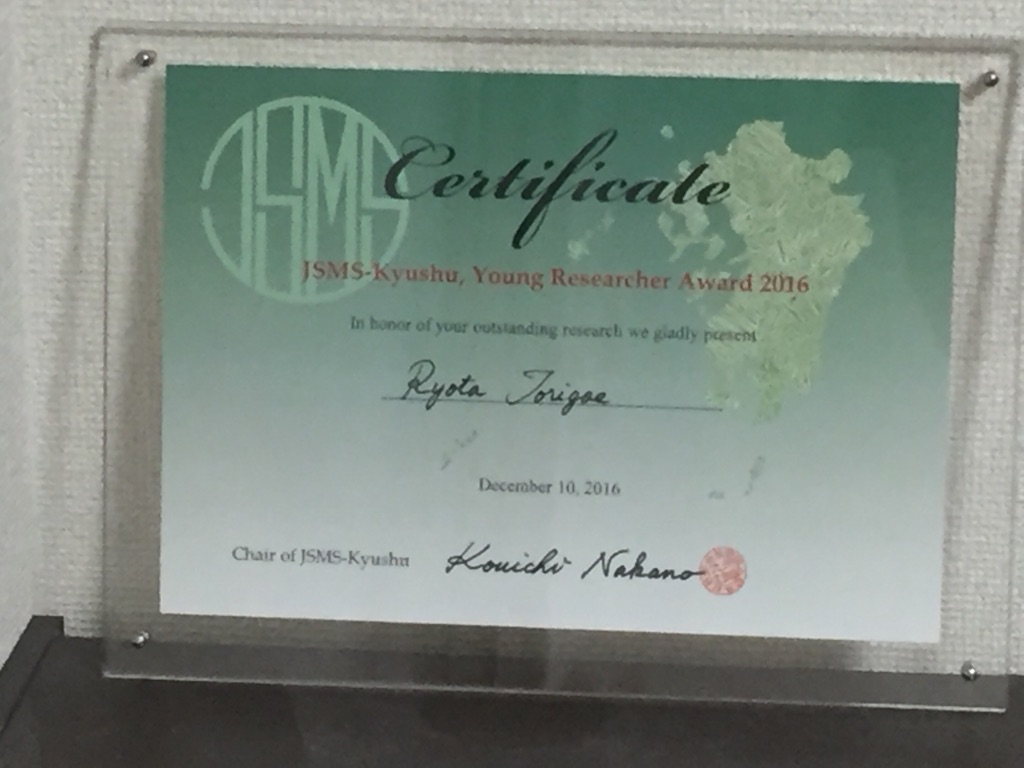 JSMS
Certificate
JSMS-Kyushu, Young Researcher Award 2016
In honor of your outstanding research we gladly present
Ryota Torigoe
December 10, 2016
Chair of JSMS-Kyushu Kouichi Nakano